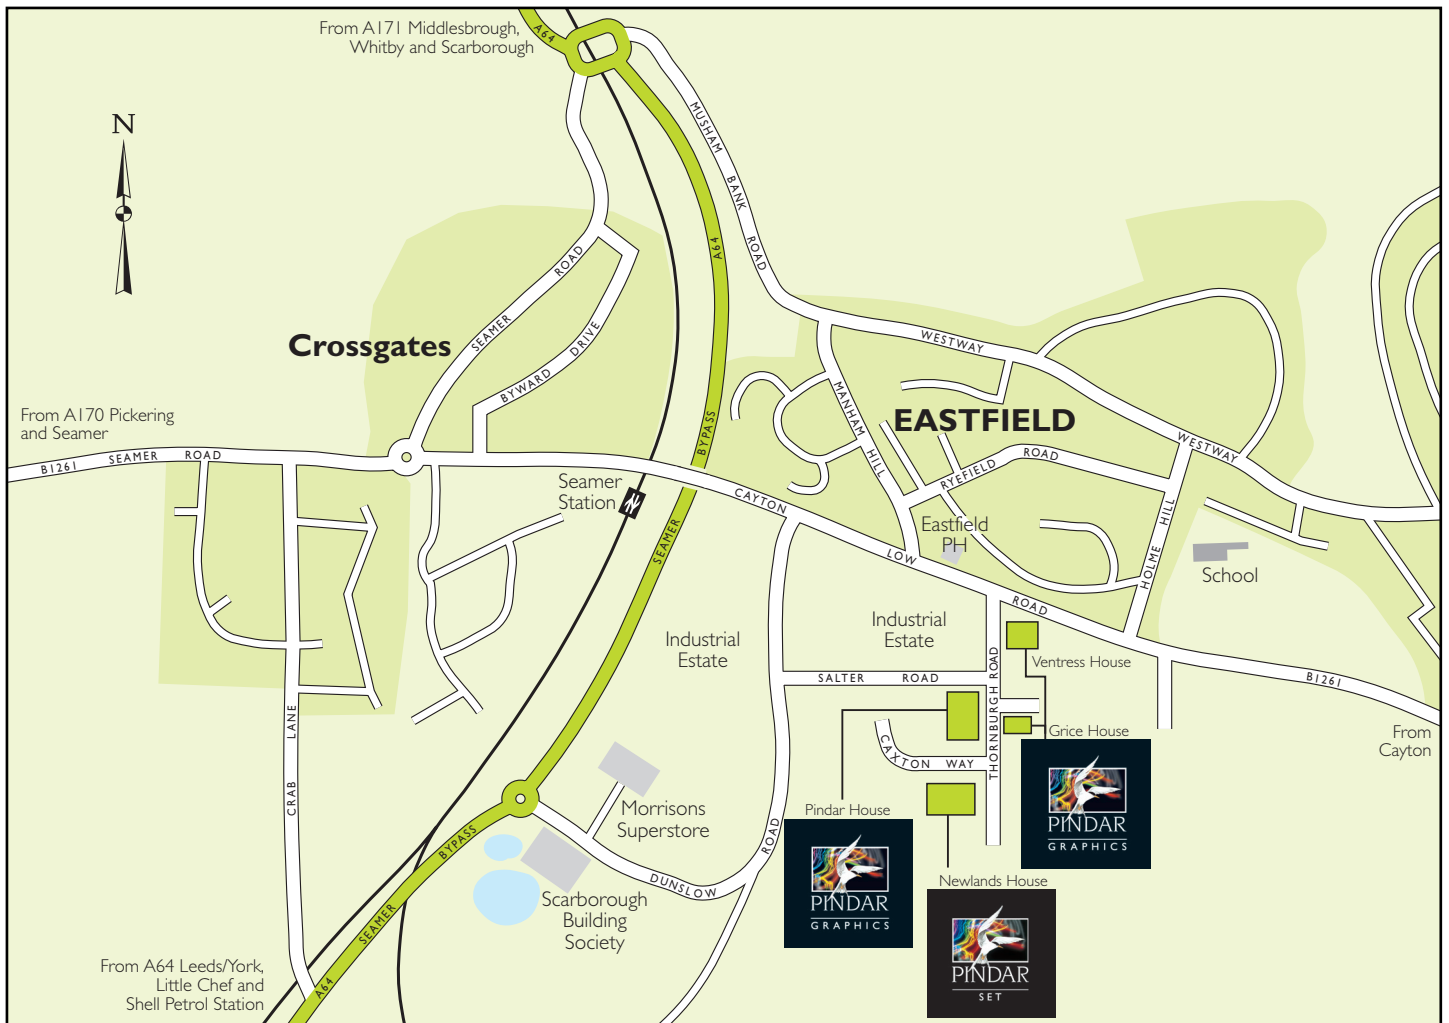 From A171 Middlesbrough,
Whitby and Scarborough
A64
N
MUSHAM BANK ROAD
A64
SEAMER ROAD
BYWARD DRIVE
Crossgates
WESTWAY
MANHAM HILL
EASTFIELD
From A170 Pickering
and Seamer
B1261 SEAMER ROAD
BYPASS
WESTWAY
RYEFIELD ROAD
Seamer
Station
CAYTON LOW ROAD
SEAMER
Eastfield
PH
HOLME HILL
School
Industrial
Estate
Industrial
Estate
Ventress House
SALTER ROAD
THORNBURGH ROAD
B1261
From
Cayton
CRAB LANE
Grice House
CAXTON WAY
PINDAR
GRAPHICS
Pindar House
PINDAR
GRAPHICS
Morrisons
Superstore
BYPASS
DUNSLOW ROAD
Newlands House
PINDAR
SET
Scarborough
Building
Society
SEAMER
A64
From A64 Leeds/York,
Little Chef and
Shell Petrol Station